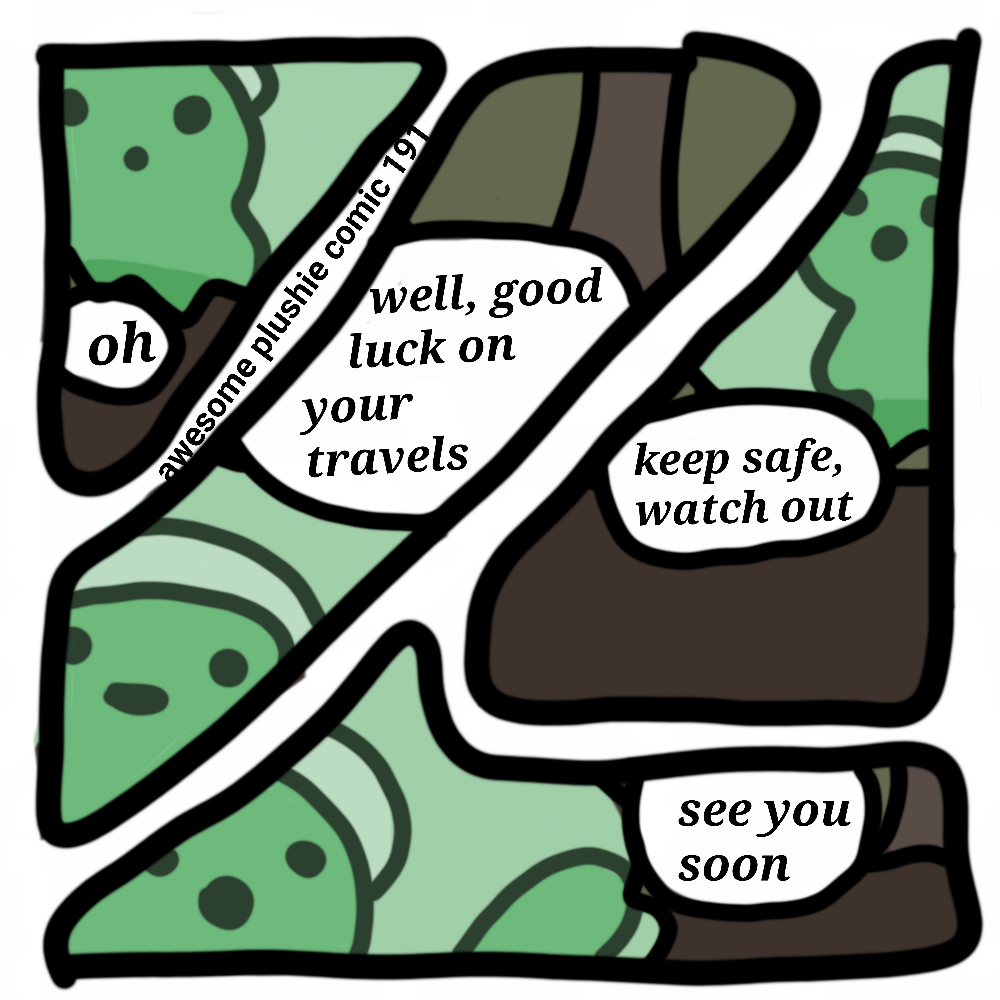 oh
awesome plushie comic 191
well, good
luck on
your
travels
keep safe,
watch out
see you
soon